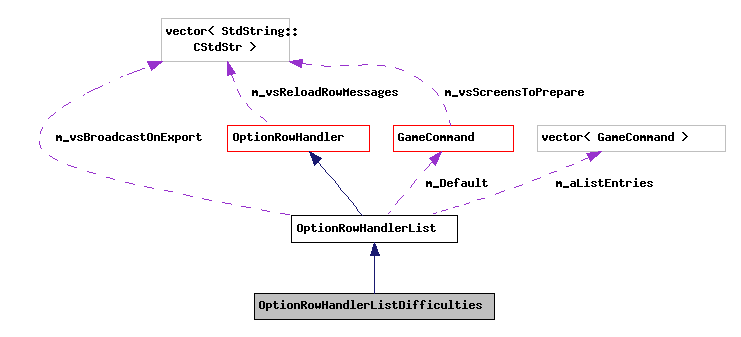 vector< StdString::
CStdStr >
m_vsReloadRowMessages
m_vsScreensToPrepare
m_vsBroadcastOnExport
OptionRowHandler
GameCommand
vector< GameCommand >
m_Default
m_aListEntries
OptionRowHandlerList
OptionRowHandlerListDifficulties